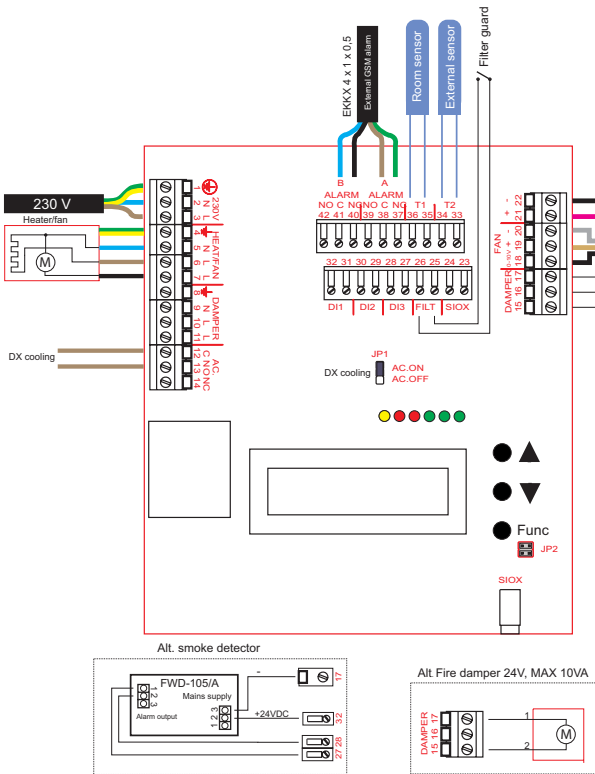 EKKX 4 x 1 x 0,5
External GSM alarm
Room sensor
External sensor
Filter guard
B A
ALARM ALARM
NO C NC NO C NC T1 T2
42 41 40 39 38 37 36 35 34 33
32 31 30 29 28 27 26 25 24 23
DI1 DI2 DI3 FILT SIOX
230 V
Heater/fan
M
DX cooling
1
2 N
3 L
230V
4
5 N
6 L
7 L
HEAT/FAN
8
9 N
10 L
11 L
DAMPER
12 C
13 NO
14 NC
AC.
22 -
21 +
20 -
19 +
18 0-10V
FAN
17
16
15
DAMPER
JP1
DX cooling
AC.ON
AC.OFF
Func
JP2
SIOX
Alt. smoke detector
FWD-105/A
Mains supply
1 2 3
Alarm output
1 2 3
-
+24VDC
17
32
28
27
Alt Fire damper 24V, MAX 10VA
DAMPER
15 16 17
1
2
M